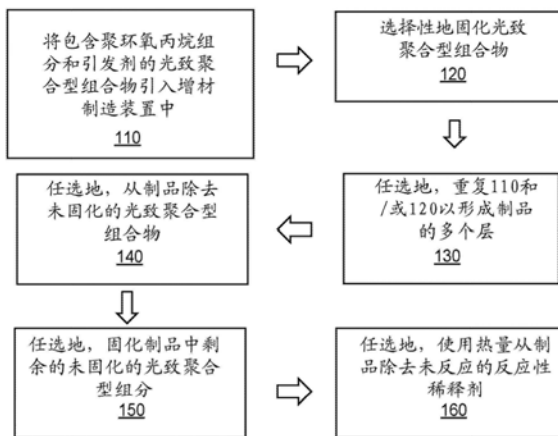 将包含聚环氧丙烷组
分和引发剂的光致聚
合型组合物引入增材
制造装置中
110
选择性地固化光致
聚合型组合物
120
任选地，重复110和
/或120以形成制品
的多个层
130
任选地，从制品除去
未固化的光致聚合型
组合物
140
任选地，固化制品中剩
余的未固化的光致聚合
型组分
150
任选地，使用热量从制
品除去未反应的反应性
稀释剂
160